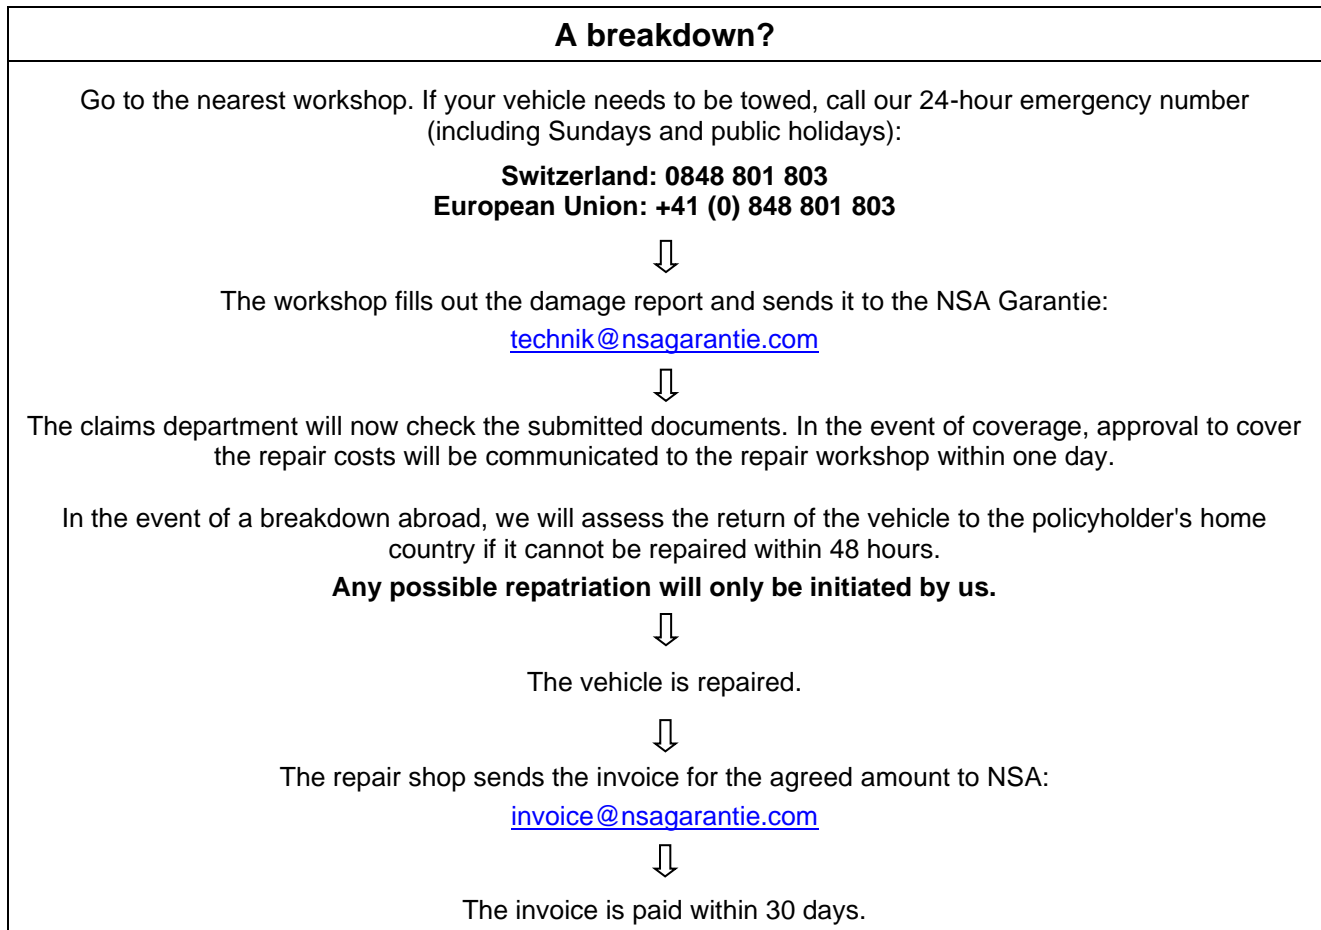 A breakdown?
Go to the nearest workshop. If your vehicle needs to be towed, call our 24-hour emergency number
(including Sundays and public holidays):
Switzerland: 0848 801 803
European Union: +41 (0) 848 801 803
The workshop fills out the damage report and sends it to the NSA Garantie:
technik@nsagarantie.com
The claims department will now check the submitted documents. In the event of coverage, approval to cover
the repair costs will be communicated to the repair workshop within one day.
In the event of a breakdown abroad, we will assess the return of the vehicle to the policyholder's home
country if it cannot be repaired within 48 hours.
Any possible repatriation will only be initiated by us.
The vehicle is repaired.
The repair shop sends the invoice for the agreed amount to NSA:
invoice@nsagarantie.com
The invoice is paid within 30 days.